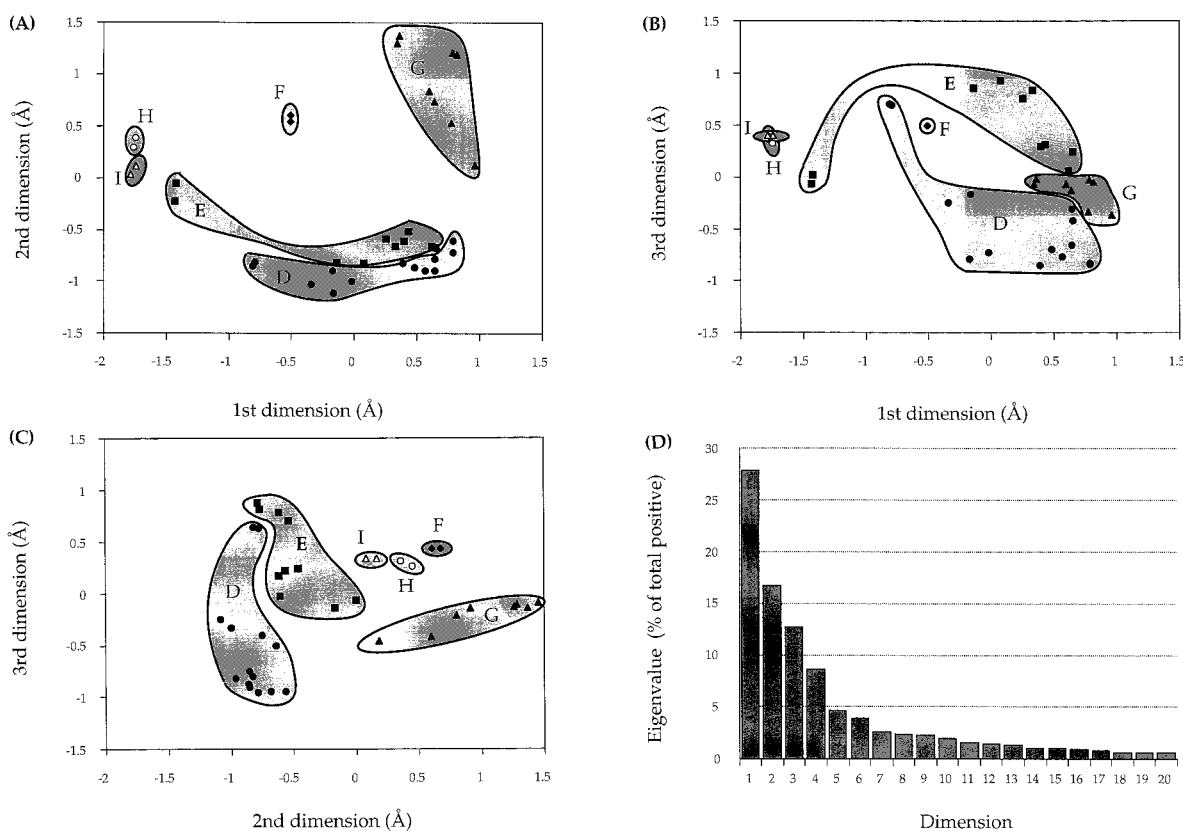 (A)
1.5
1
0.5
0
-0.5
-1
-1.5
-2 -1.5 -1 -0.5 0 0.5 1 1.5
2nd dimension (Å)
1st dimension (Å)
G
F
H
I
E
D
(B)
1.5
1
0.5
0
-0.5
-1
-1.5
-2 -1.5 -1 -0.5 0 0.5 1 1.5
3rd dimension (Å)
1st dimension (Å)
E
F
I
H
G
D
(C)
1.5
1
0.5
0
-0.5
-1
-1.5
-2 -1.5 -1 -0.5 0 0.5 1 1.5
3rd dimension (Å)
2nd dimension (Å)
E
I
F
H
D
G
(D)
30
25
20
15
10
5
0
1 2 3 4 5 6 7 8 9 10 11 12 13 14 15 16 17 18 19 20
Eigenvalue (% of total positive)
Dimension